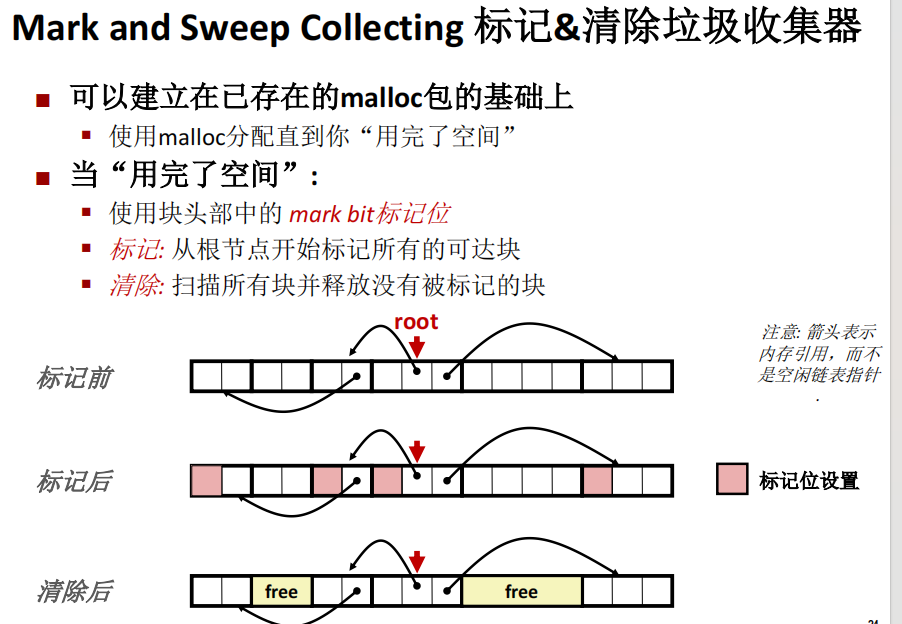 Mark and Sweep Collecting 标记&清除垃圾收集器
可以建立在已存在的malloc包的基础上
使用malloc分配直到你“用完了空间”
当“用完了空间”:
使用块头部中的 mark bit标记位
标记: 从根节点开始标记所有的可达块
清除: 扫描所有块并释放没有被标记的块
root
注意: 箭头表示
内存引用，而不
是空闲链表指针
.
标记前
标记后
标记位设置
清除后
free
free